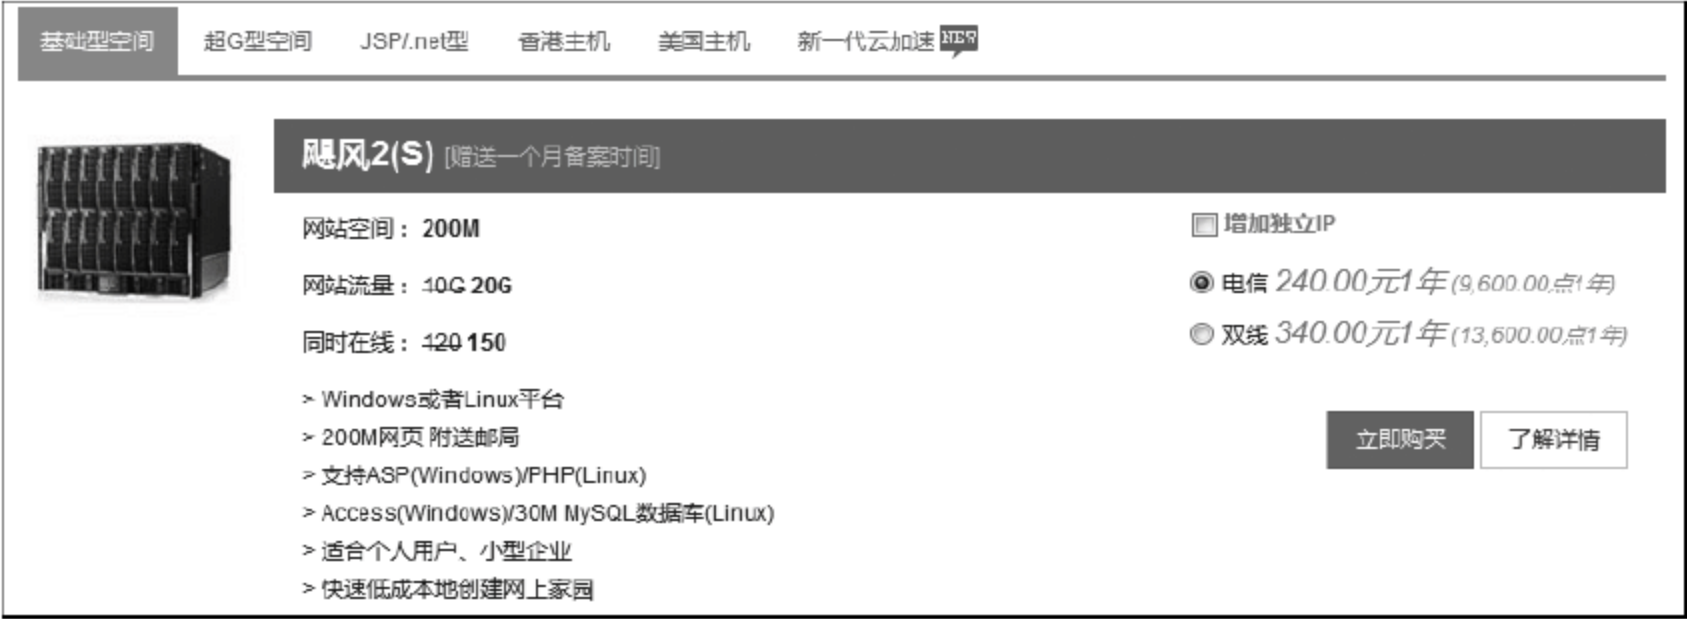 基础型空间 超G型空间 JSP/.net型 香港主机 美国主机 新一代云加速 NEW
飓风2(S) [赠送一个月备案时间]
网站空间： 200M
增加独立IP
网站流量： 10G 20G
电信 240.00元1年 (9,600.00点1年)
同时在线： 120 150
双线 340.00元1年 (13,600.00点1年)
> Windows或者Linux平台
> 200M网页 附送邮局
立即购买 了解详情
> 支持ASP(Windows)/PHP(Linux)
> Access(Windows)/30M MySQL数据库(Linux)
> 适合个人用户、小型企业
> 快速低成本地创建网上家园